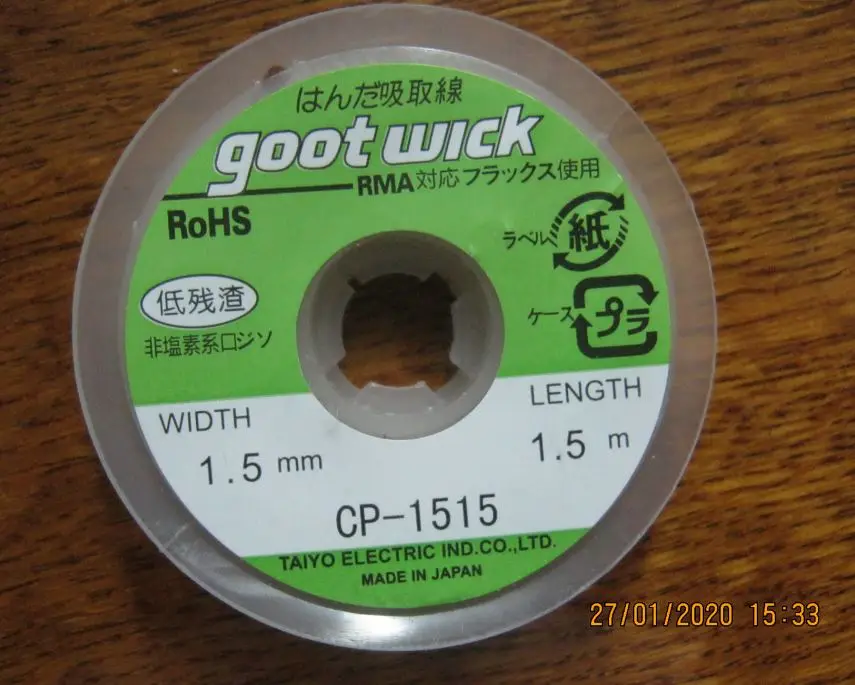 はんだ吸取線
goot wick
RMA対応フラックス使用
RoHS
ラベル 紙
低残渣
ケース プラ
非塩素系ロジン
WIDTH
LENGTH
1.5 mm
1.5 m
CP-1515
TAIYO ELECTRIC IND.CO.,LTD.
MADE IN JAPAN
27/01/2020 15:33